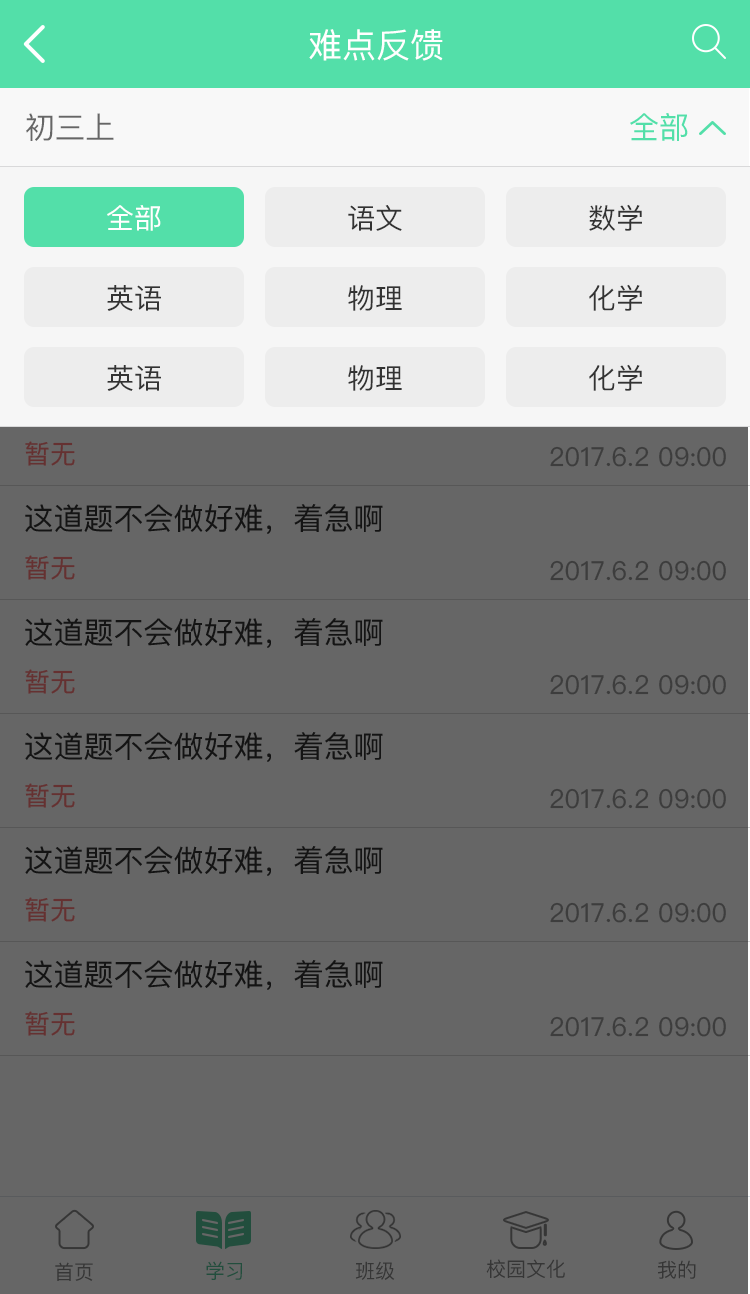 难点反馈
初三上 全部
全部 语文 数学
英语 物理 化学
英语 物理 化学
暂无 2017.6.2 09:00
这道题不会做好难，着急啊
暂无 2017.6.2 09:00
这道题不会做好难，着急啊
暂无 2017.6.2 09:00
这道题不会做好难，着急啊
暂无 2017.6.2 09:00
这道题不会做好难，着急啊
暂无 2017.6.2 09:00
这道题不会做好难，着急啊
暂无 2017.6.2 09:00
首页 学习 班级 校园文化 我的